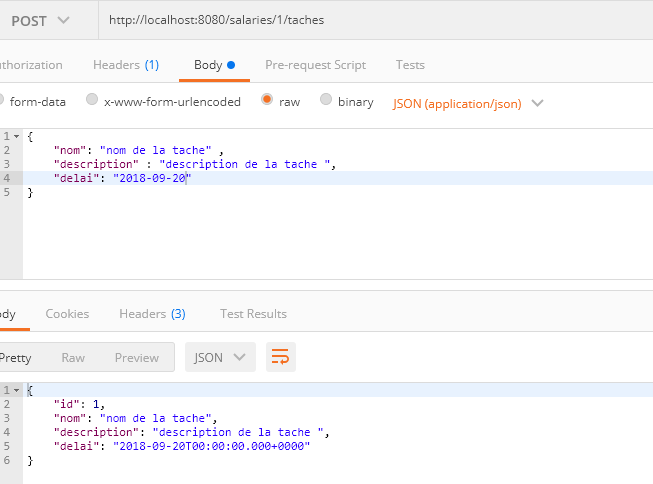 POST http://localhost:8080/salaries/1/taches
thorization Headers (1) Body Pre-request Script Tests
form-data x-www-form-urlencoded raw binary JSON (application/json)
1 {
2 "nom": "nom de la tache" ,
3 "description" : "description de la tache ",
4 "delai": "2018-09-20"
5 }
ody Cookies Headers (3) Test Results
Pretty Raw Preview JSON
1 {
2 "id": 1,
3 "nom": "nom de la tache",
4 "description": "description de la tache ",
5 "delai": "2018-09-20T00:00:00.000+0000"
6 }